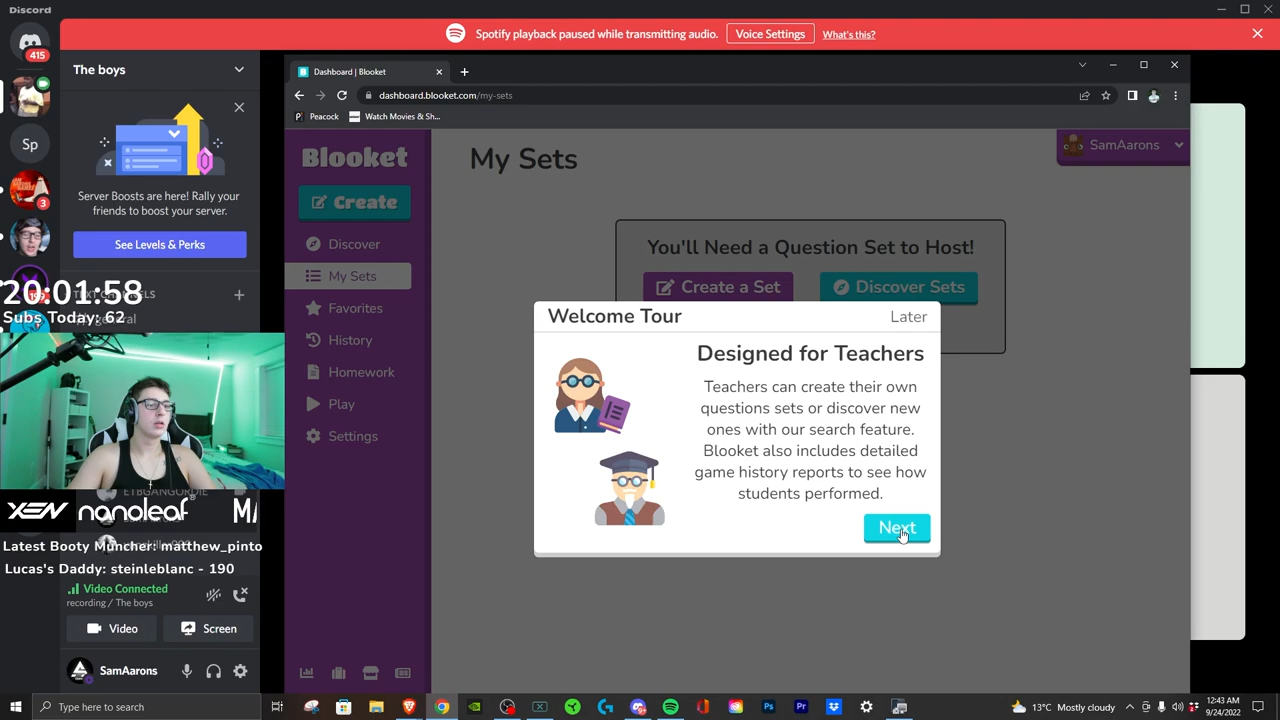 Discord
Spotify playback paused while transmitting audio.
Voice Settings
What's this?
415
The boys
Server Boosts are here! Rally your
friends to boost your server.
See Levels & Perks
Sp
3
TEXT CHANNELS
20:01:58
general
Subs Today: 62
ETBGANGORDIE
XEN nanoleaf
Latest Booty Muncher: matthew_pinto
Lucas's Daddy: steinleblanc - 190
Video Connected
recording / The boys
Video
Screen
SamAarons
Dashboard | Blooket
dashboard.blooket.com/my-sets
Peacock
Watch Movies & Sh...
Blooket
Create
Discover
My Sets
Favorites
History
Homework
Play
Settings
My Sets
SamAarons
You'll Need a Question Set to Host!
Create a Set
Discover Sets
Welcome Tour
Later
Designed for Teachers
Teachers can create their own
questions sets or discover new
ones with our search feature.
Blooket also includes detailed
game history reports to see how
students performed.
Next
Type here to search
13°C Mostly cloudy
12:43 AM
9/24/2022